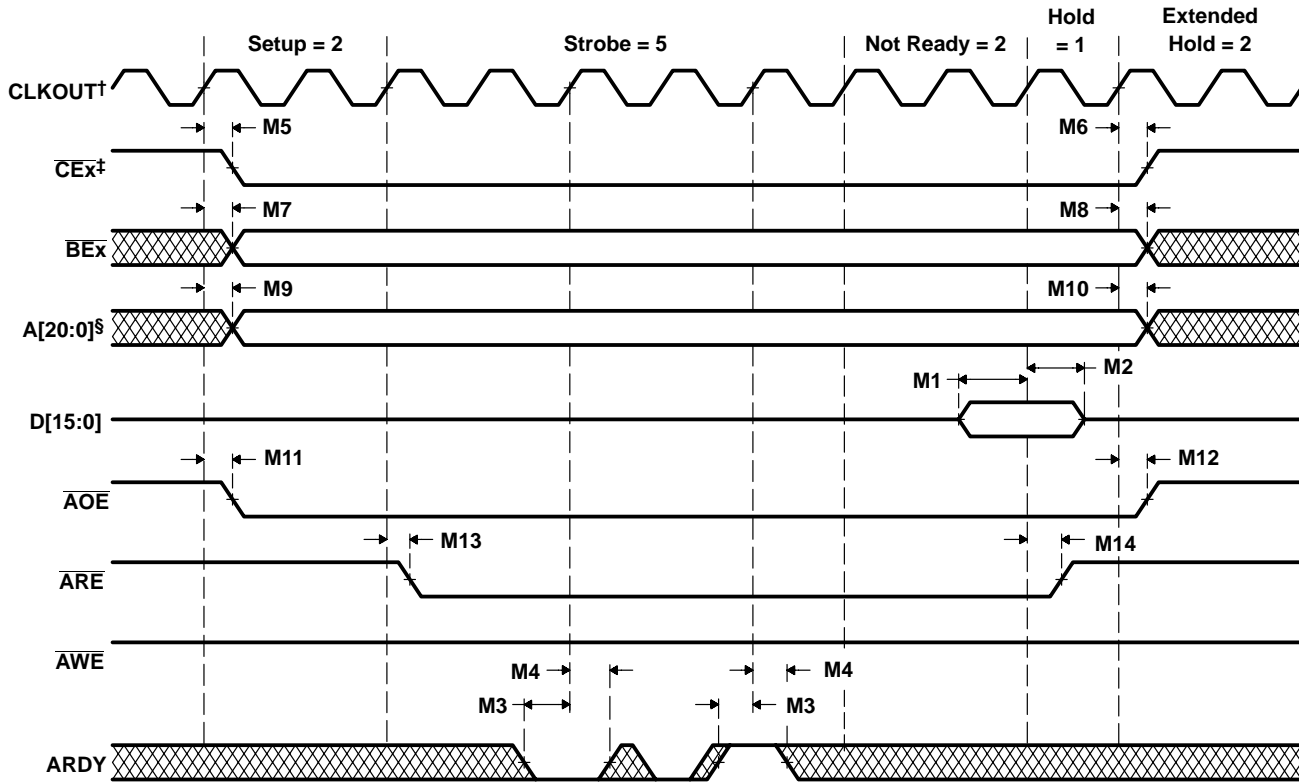 Setup = 2
Strobe = 5
Not Ready = 2
Hold
= 1
Extended
Hold = 2
CLKOUT†
M5
M6
CEx‡
M7
M8
BEx
M9
M10
A[20:0]§
M1
M2
D[15:0]
M11
M12
AOE
M13
M14
ARE
AWE
M4
M4
M3
M3
ARDY